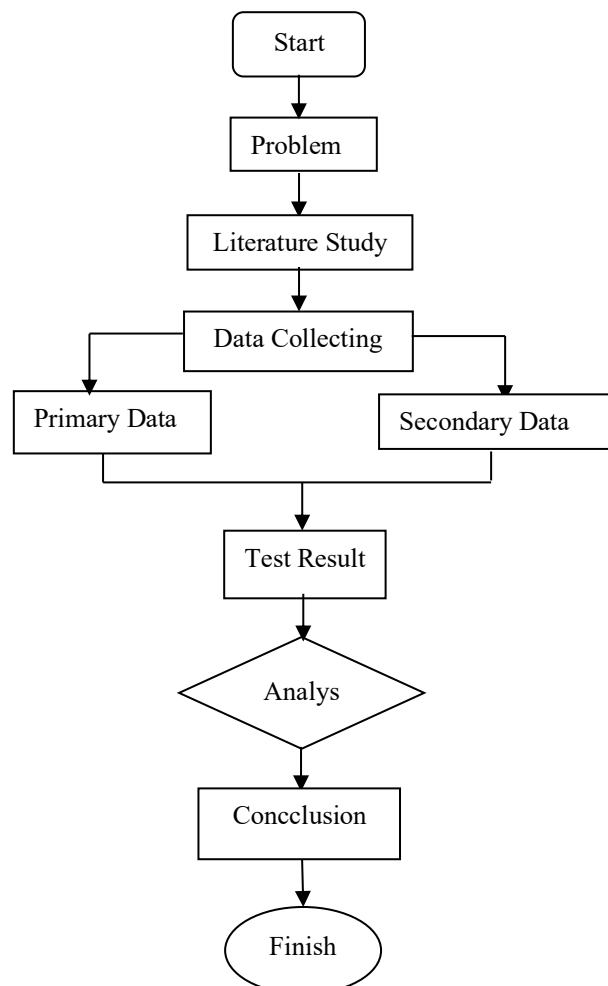 Start
Problem
Literature Study
Data Collecting
Primary Data
Secondary Data
Test Result
Analys
Concclusion
Finish